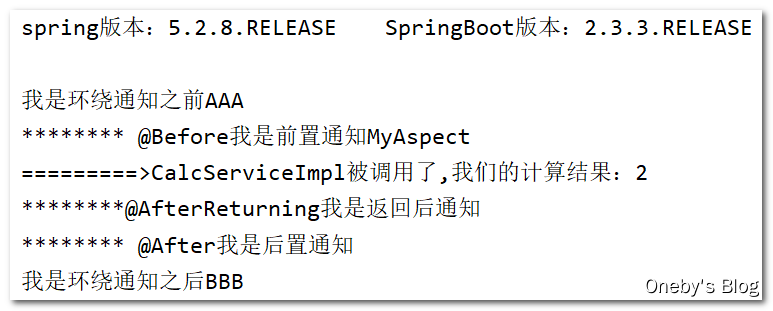 spring版本：5.2.8.RELEASE    SpringBoot版本：2.3.3.RELEASE
我是环绕通知之前AAA
******** @Before我是前置通知MyAspect
=========>CalcServiceImpl被调用了,我们的计算结果：2
********@AfterReturning我是返回后通知
******** @After我是后置通知
我是环绕通知之后BBB
Oneby's Blog